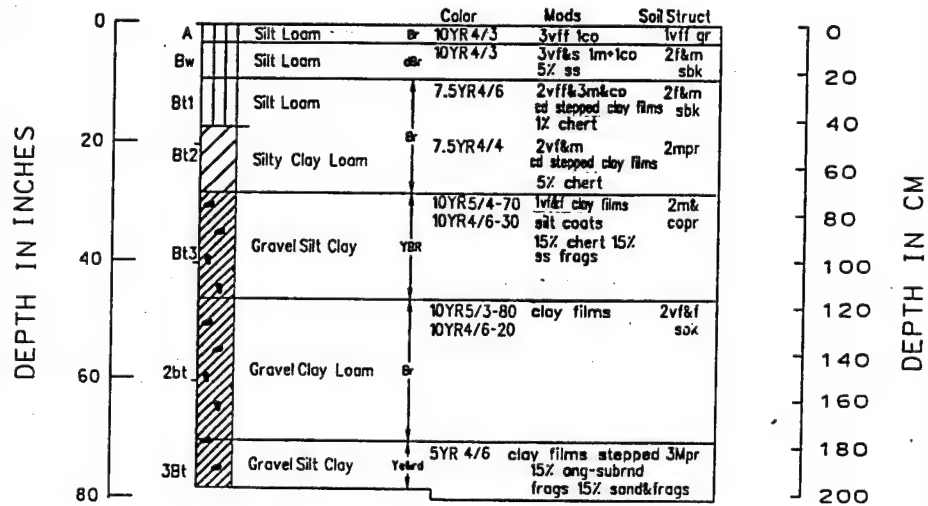 Color Mods Soil Struct
A Silt Loam Br 10YR 4/3 3vff 1co 1vff gr
Bw Silt Loam dBr 10YR 4/3 3vf&s 1m+1co 2f&m
5% ss sbk
Bt1 Silt Loam 7.5YR4/6 2vff&3m&co 2f&m
cd stepped clay films sbk
1% chert
Br
Bt2 Silty Clay Loam 7.5YR4/4 2vf&m 2mpr
cd stepped clay films
5% chert
10YR5/4-70 1vf&f clay films 2m&
10YR4/6-30 silt coats copr
Bt3 Gravel Silt Clay YBR 15% chert 15%
ss frags
10YR5/3-80 clay films 2vf&f
10YR4/6-20 sbk
2bt Gravel Clay Loam Br
5YR 4/6 clay films stepped 3Mpr
3Bt Gravel Silt Clay 15% ang-subrnd
frags 15% sand&frags
DEPTH IN INCHES
0
20
40
60
80
DEPTH IN CM
0
20
40
60
80
100
120
140
160
180
200